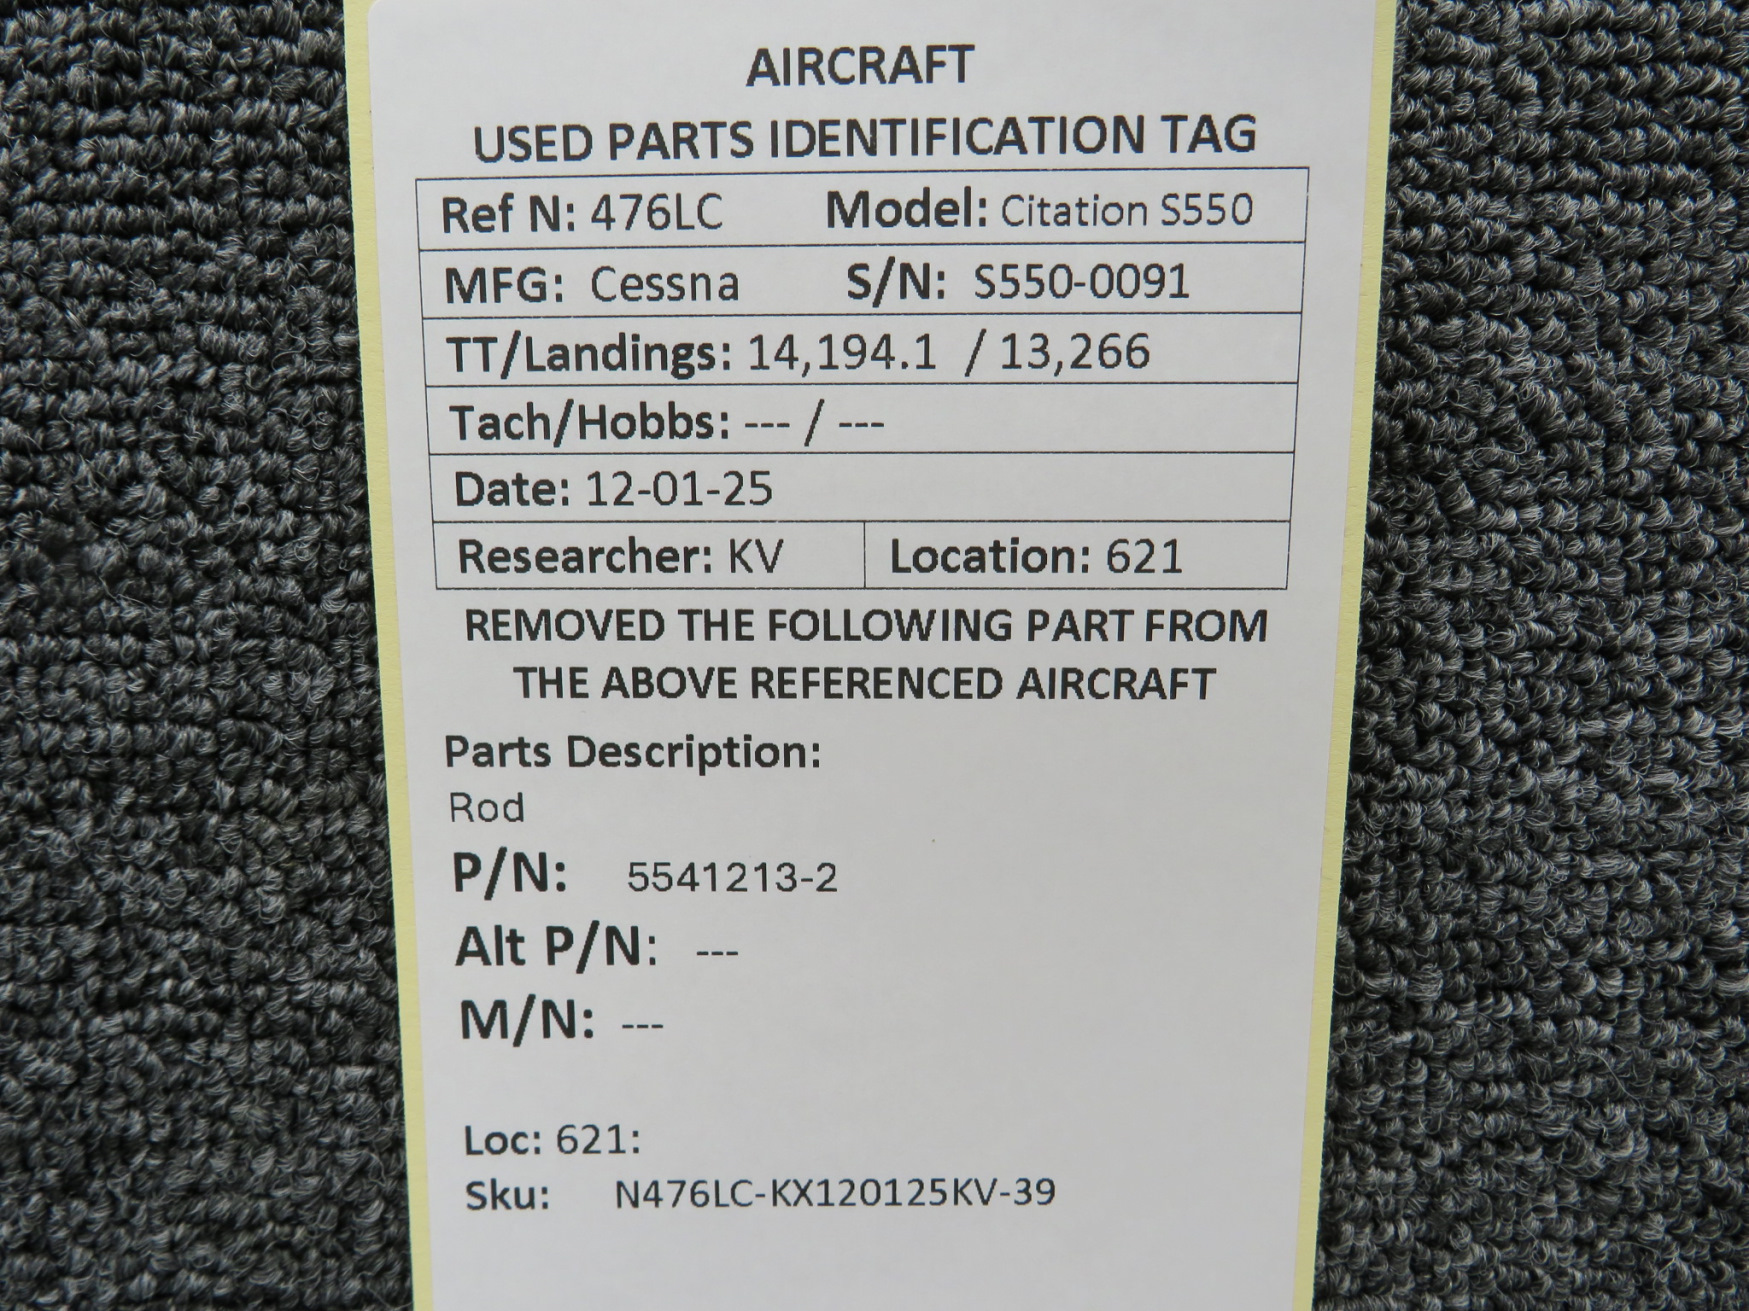 AIRCRAFT
USED PARTS IDENTIFICATION TAG
Ref N: 476LC Model: Citation S550
MFG: Cessna S/N: S550-0091
TT/Landings: 14,194.1 / 13,266
Tach/Hobbs: --- / ---
Date: 12-01-25
Researcher: KV Location: 621
REMOVED THE FOLLOWING PART FROM
THE ABOVE REFERENCED AIRCRAFT
Parts Description:
Rod
P/N: 5541213-2
Alt P/N: ---
M/N: ---
Loc: 621:
Sku: N476LC-KX120125KV-39